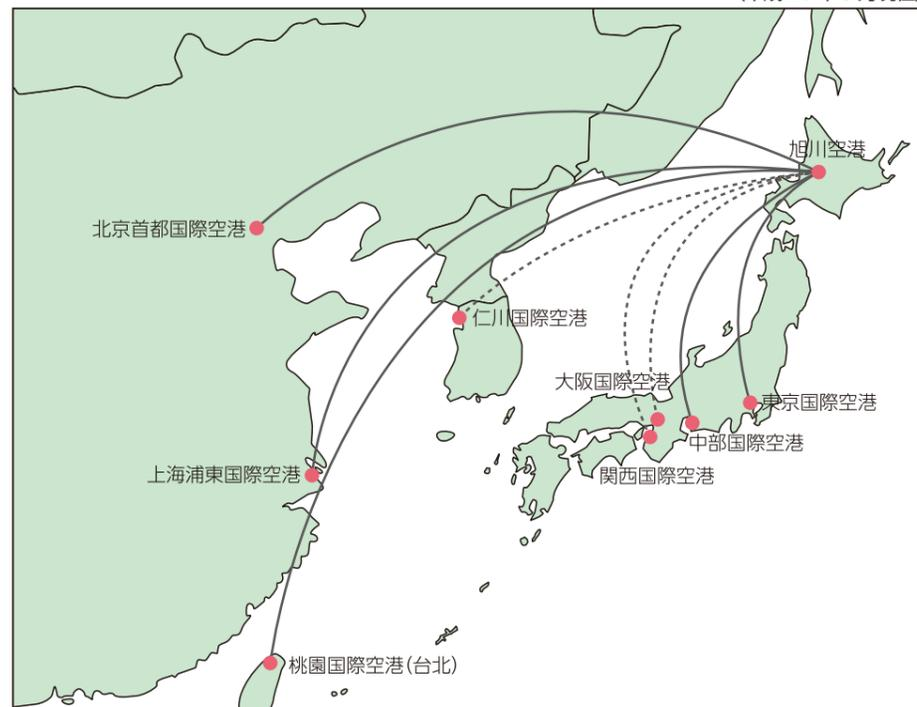 旭川空港
北京首都国際空港
仁川国際空港
大阪国際空港
東京国際空港
中部国際空港
関西国際空港
上海浦東国際空港
桃園国際空港(台北)